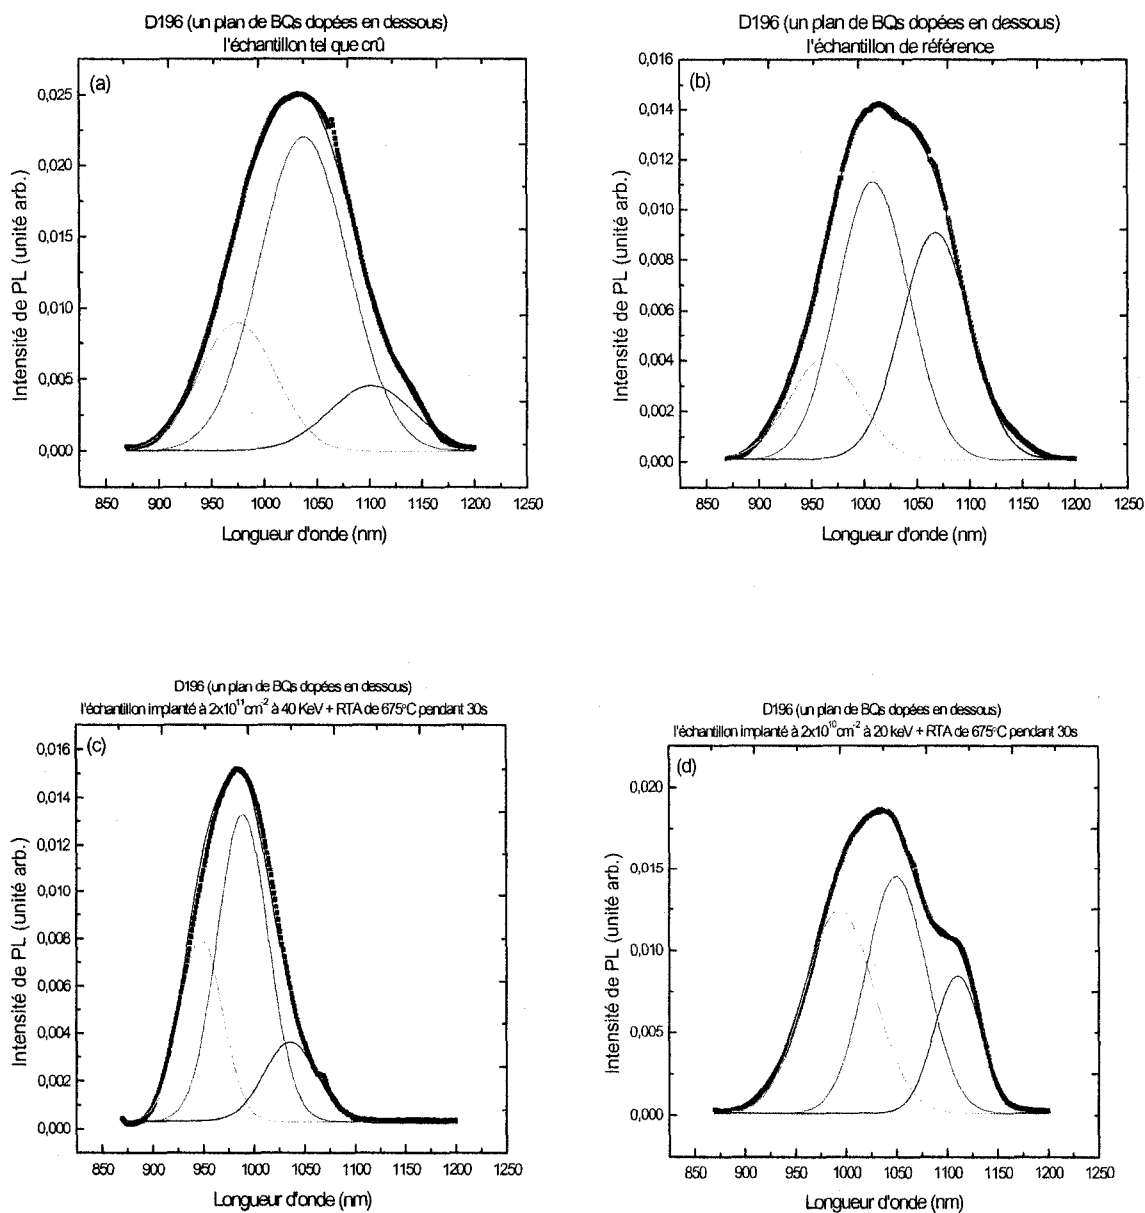 D196 (un plan de BQs dopées en dessous)
l'échantillon tel que crû
(a)
Intensité de PL (unité arb.)
0,025
0,020
0,015
0,010
0,005
0,000
850 900 950 1000 1050 1100 1150 1200 1250
Longueur d'onde (nm)
D196 (un plan de BQs dopées en dessous)
l'échantillon de référence
(b)
Intensité de PL (unité arb.)
0,016
0,014
0,012
0,010
0,008
0,006
0,004
0,002
0,000
850 900 950 1000 1050 1100 1150 1200 1250
Longueur d'onde (nm)
D196 (un plan de BQs dopées en dessous)
l'échantillon implanté à 2x10¹¹cm⁻² à 40 KeV + RTA de 675°C pendant 30s
(c)
Intensité de PL (unité arb.)
0,016
0,014
0,012
0,010
0,008
0,006
0,004
0,002
0,000
850 900 950 1000 1050 1100 1150 1200 1250
Longueur d'onde (nm)
D196 (un plan de BQs dopées en dessous)
l'échantillon implanté à 2x10¹⁰cm⁻² à 20 keV + RTA de 675°C pendant 30s
(d)
Intensité de PL (unité arb.)
0,020
0,015
0,010
0,005
0,000
850 900 950 1000 1050 1100 1150 1200 1250
Longueur d'onde (nm)